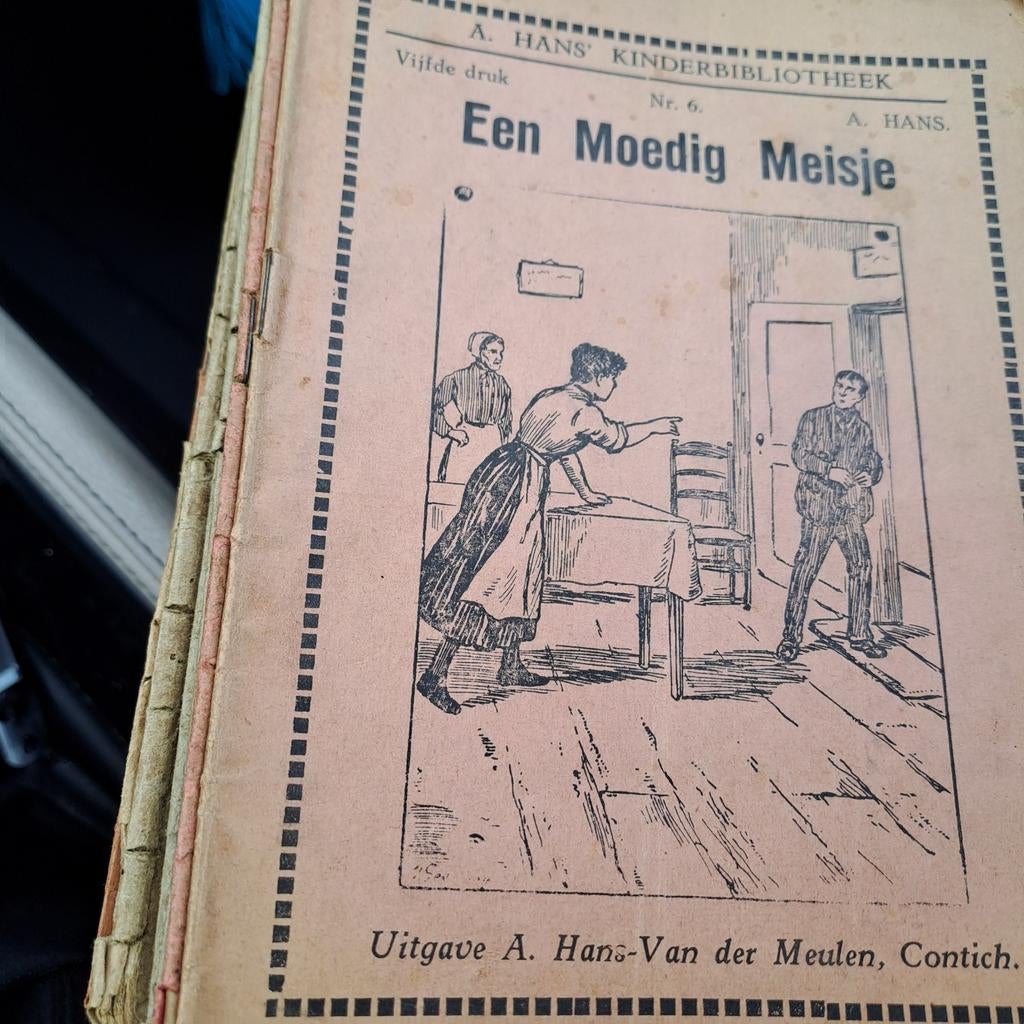 A. HANS' KINDERBIBLIOTHEEK
Vijfde druk
Nr. 6.
A. HANS.
Een Moedig Meisje
Uitgave A. Hans-Van der Meulen, Contich.